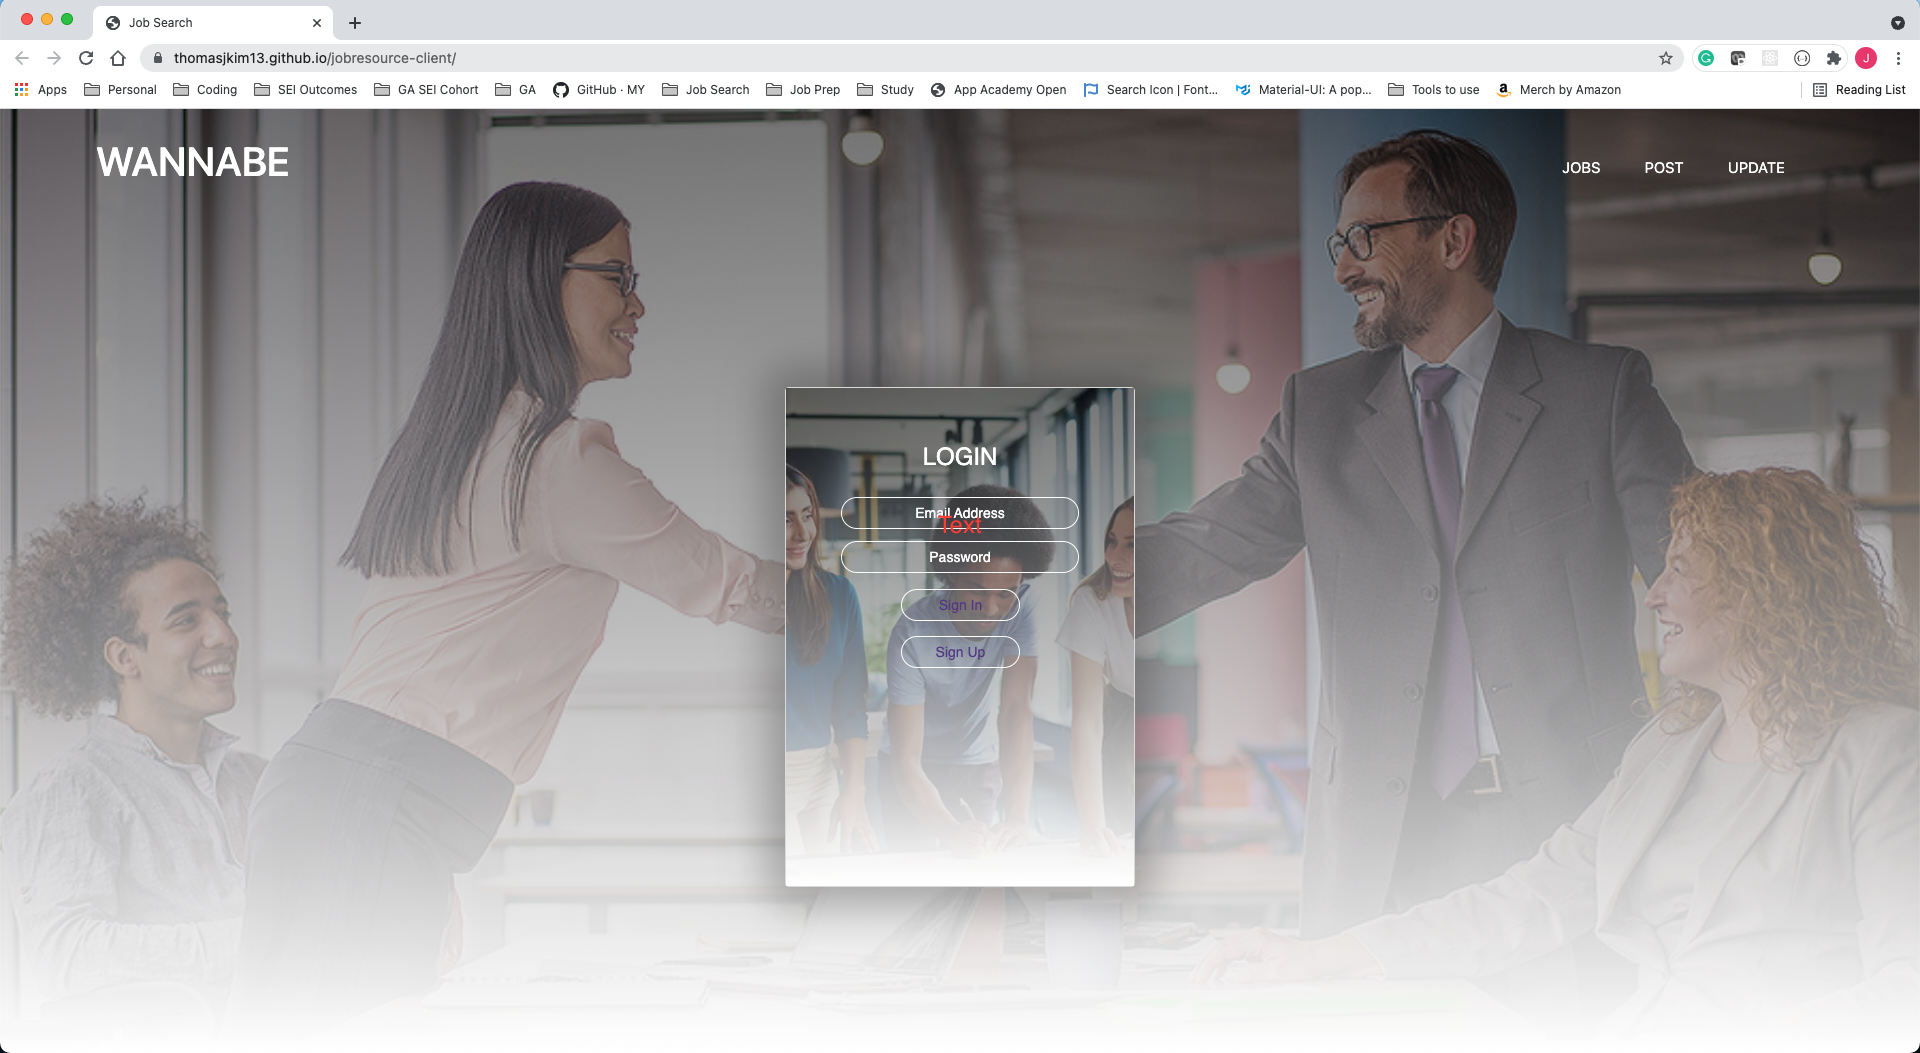 Job Search
thomasjkim13.github.io/jobresource-client/
J
Apps Personal Coding SEI Outcomes GA SEI Cohort GA GitHub · MY Job Search Job Prep Study App Academy Open Search Icon | Font... Material-UI: A pop... Tools to use Merch by Amazon Reading List
WANNABE JOBS POST UPDATE
LOGIN
Email Address
Text
Password
Sign In
Sign Up